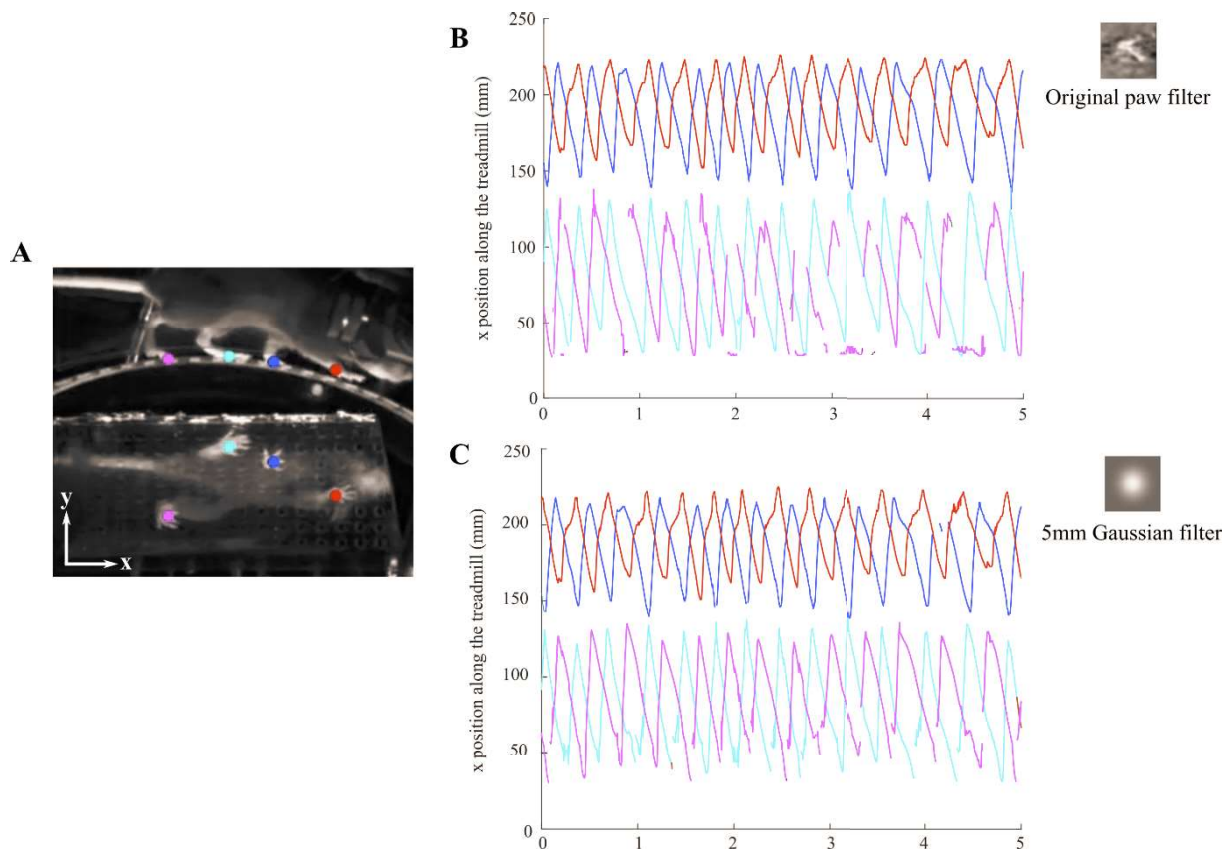 A
y
x
B
x position along the treadmill (mm)
250
200
150
100
50
0
0 1 2 3 4 5
Original paw filter
C
x position along the treadmill (mm)
250
200
150
100
50
0
0 1 2 3 4 5
5mm Gaussian filter